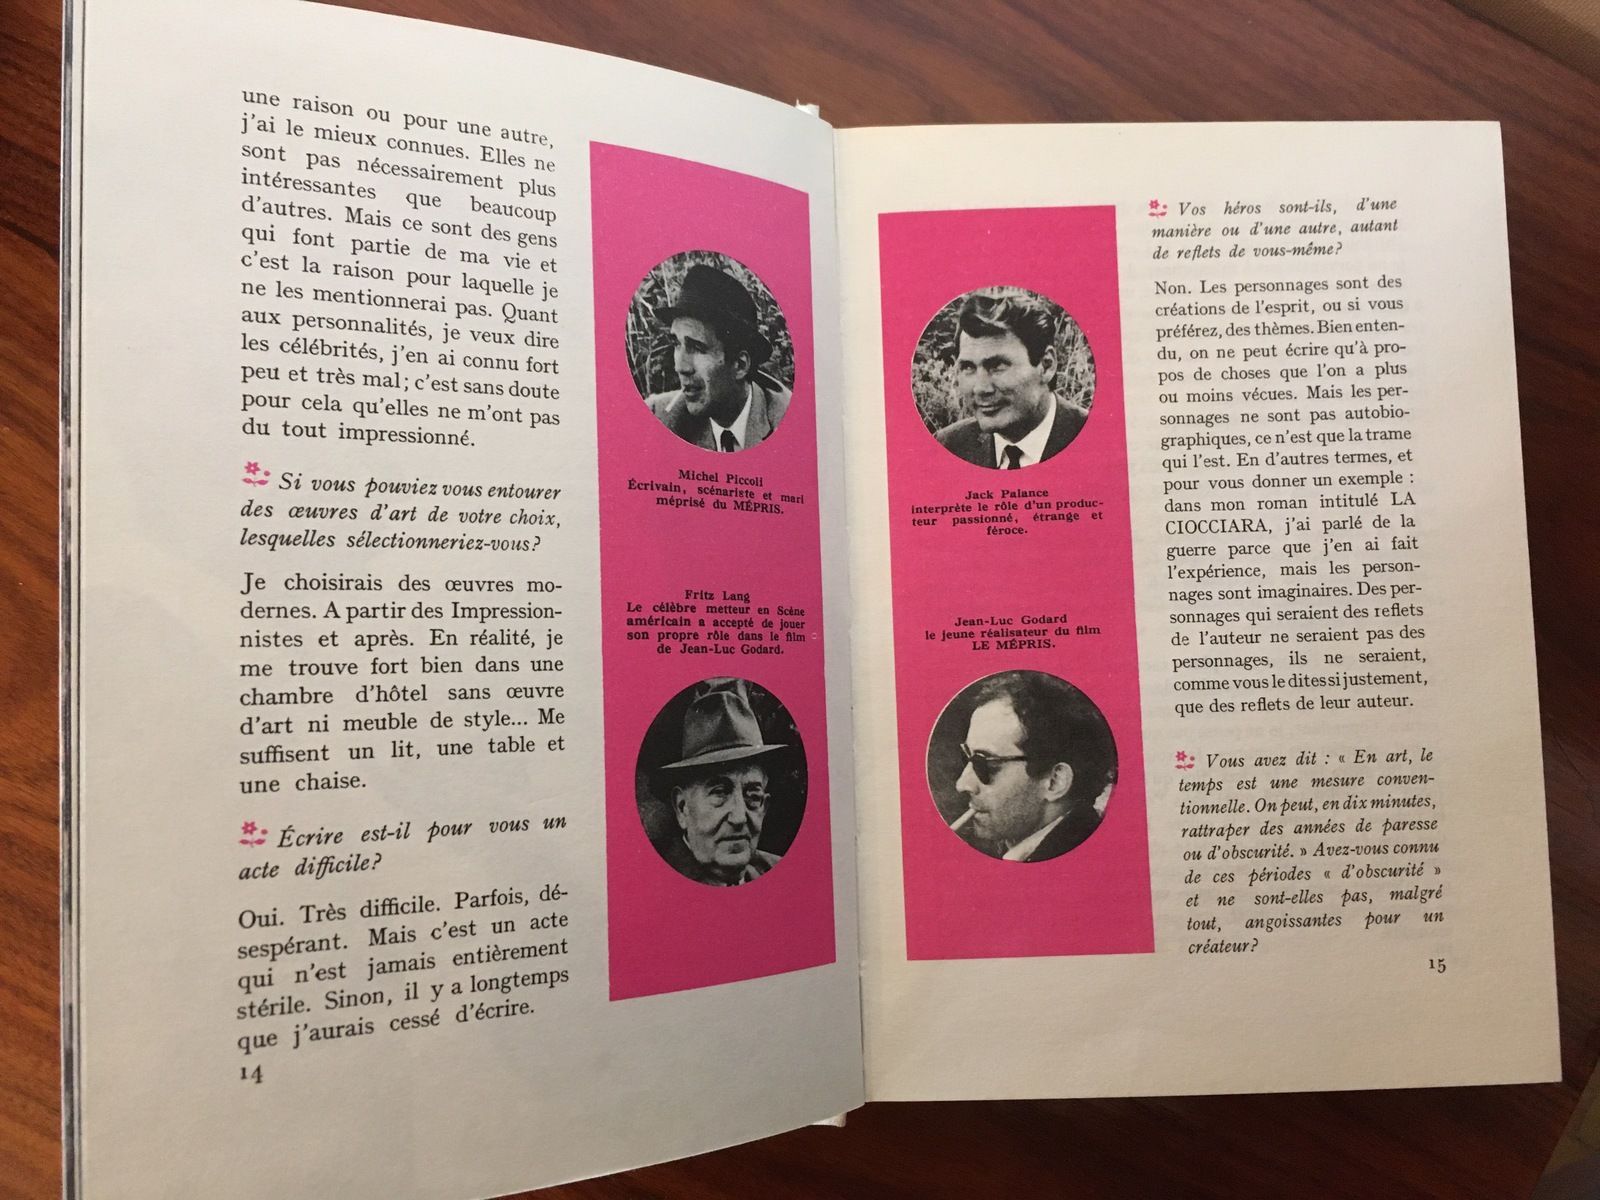 une raison ou pour une autre,
j'ai le mieux connues. Elles ne
sont pas nécessairement plus
intéressantes que beaucoup
d'autres. Mais ce sont des gens
qui font partie de ma vie et
c'est la raison pour laquelle je
ne les mentionnerai pas. Quant
aux personnalités, je veux dire
les célébrités, j'en ai connu fort
peu et très mal; c'est sans doute
pour cela qu'elles ne m'ont pas
du tout impressionné.
Si vous pouviez vous entourer
des œuvres d'art de votre choix,
lesquelles sélectionneriez-vous?
Je choisirais des œuvres mo-
dernes. A partir des Impression-
nistes et après. En réalité, je
me trouve fort bien dans une
chambre d'hôtel sans œuvre
d'art ni meuble de style... Me
suffisent un lit, une table et
une chaise.
Écrire est-il pour vous un
acte difficile?
Oui. Très difficile. Parfois, dé-
sespérant. Mais c'est un acte
qui n'est jamais entièrement
stérile. Sinon, il y a longtemps
que j'aurais cessé d'écrire.
14
Michel Piccoli
Écrivain, scénariste et mari
méprisé du MÉPRIS.
Fritz Lang
Le célèbre metteur en Scène
américain a accepté de jouer
son propre rôle dans le film
de Jean-Luc Godard.
Jack Palance
interprète le rôle d'un produc-
teur passionné, étrange et
féroce.
Jean-Luc Godard
le jeune réalisateur du film
LE MÉPRIS.
Vos héros sont-ils, d'une
manière ou d'une autre, autant
de reflets de vous-même?
Non. Les personnages sont des
créations de l'esprit, ou si vous
préférez, des thèmes. Bien enten-
du, on ne peut écrire qu'à pro-
pos de choses que l'on a plus
ou moins vécues. Mais les per-
sonnages ne sont pas autobio-
graphiques, ce n'est que la trame
qui l'est. En d'autres termes, et
pour vous donner un exemple :
dans mon roman intitulé LA
CIOCCIARA, j'ai parlé de la
guerre parce que j'en ai fait
l'expérience, mais les person-
nages sont imaginaires. Des per-
sonnages qui seraient des reflets
de l'auteur ne seraient pas des
personnages, ils ne seraient,
comme vous le dites si justement,
que des reflets de leur auteur.
Vous avez dit : « En art, le
temps est une mesure conven-
tionnelle. On peut, en dix minutes,
rattraper des années de paresse
ou d'obscurité. » Avez-vous connu
de ces périodes « d'obscurité »
et ne sont-elles pas, malgré
tout, angoissantes pour un
créateur?
15